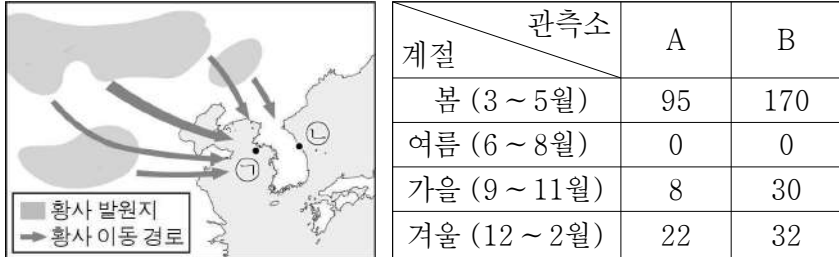 ㉠
㉡
황사 발원지
황사 이동 경로
관측소
계절
A B
봄 (3 ~ 5월) 95 170
여름 (6 ~ 8월) 0 0
가을 (9 ~ 11월) 8 30
겨울 (12 ~ 2월) 22 32